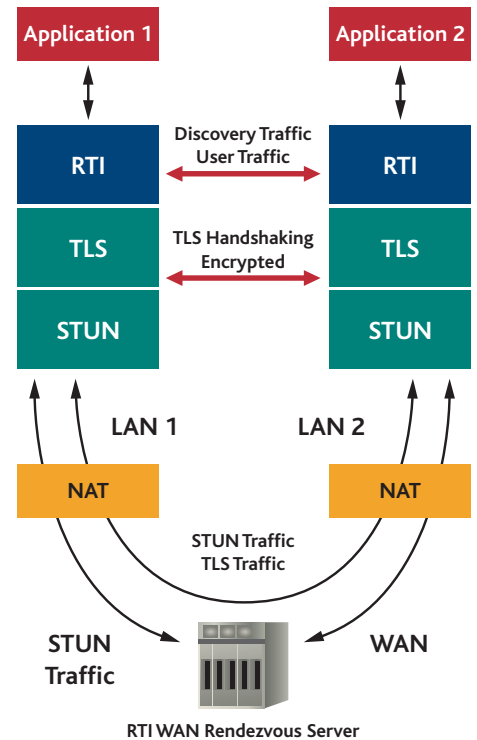 Application 1
Application 2
RTI
Discovery Traffic
User Traffic
RTI
TLS
TLS Handshaking
Encrypted
TLS
STUN
STUN
LAN 1
LAN 2
NAT
NAT
STUN Traffic
TLS Traffic
STUN
Traffic
WAN
RTI WAN Rendezvous Server